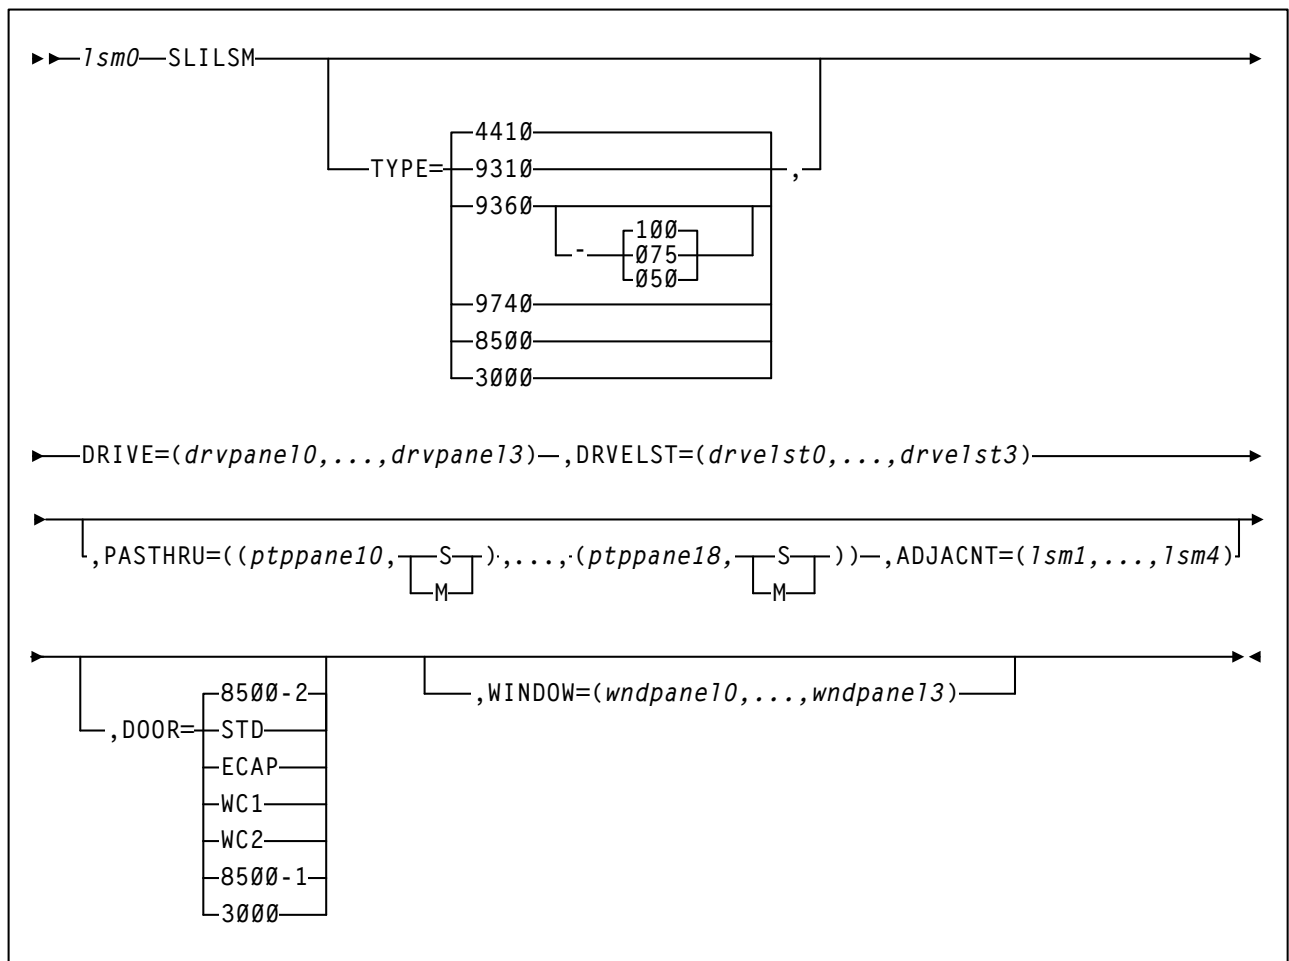 lsm0 SLILSM
4410
TYPE= 9310 ,
9360
- 100
075
050
9740
8500
3000
DRIVE=(drvpanel0,...,drvpanel3) ,DRVELST=(drvelst0,...,drvelst3)
,PASTHRU=((ptppanel0, S ),...,(ptppanel8, S )) ,ADJACNT=(lsm1,...,lsm4)
M M
8500-2
,WINDOW=(wndpanel0,...,wndpanel3)
,DOOR= STD
ECAP
WC1
WC2
8500-1
3000